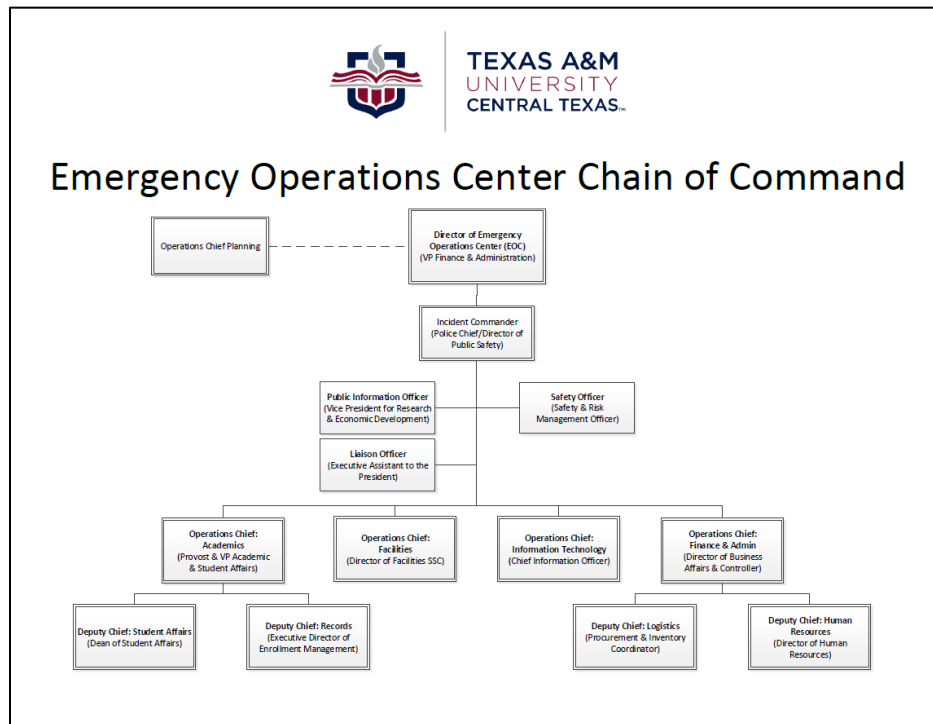 TEXAS A&M
UNIVERSITY
CENTRAL TEXAS™
Emergency Operations Center Chain of Command
Operations Chief Planning
Director of Emergency
Operations Center (EOC)
(VP Finance & Administration)
Incident Commander
(Police Chief/Director of
Public Safety)
Public Information Officer
(Vice President for Research
& Economic Development)
Safety Officer
(Safety & Risk
Management Officer)
Liaison Officer
(Executive Assistant to the
President)
Operations Chief:
Academics
(Provost & VP Academic
& Student Affairs)
Operations Chief:
Facilities
(Director of Facilities SSC)
Operations Chief:
Information Technology
(Chief Information Officer)
Operations Chief:
Finance & Admin
(Director of Business
Affairs & Controller)
Deputy Chief: Student Affairs
(Dean of Student Affairs)
Deputy Chief: Records
(Executive Director of
Enrollment Management)
Deputy Chief: Logistics
(Procurement & Inventory
Coordinator)
Deputy Chief: Human
Resources
(Director of Human
Resources)